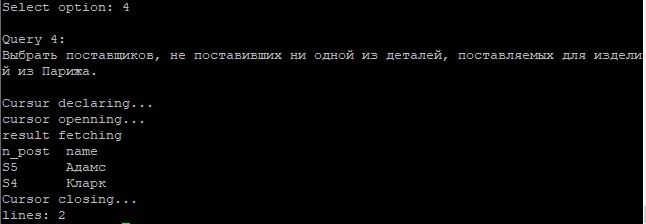 Select option: 4
Query 4:
Выбрать поставщиков, не поставивших ни одной из деталей, поставляемых для издели
й из Парижа.
Cursur declaring...
cursor openning...
result fetching
n_post name
S5 Адамс
S4 Кларк
Cursor closing...
lines: 2